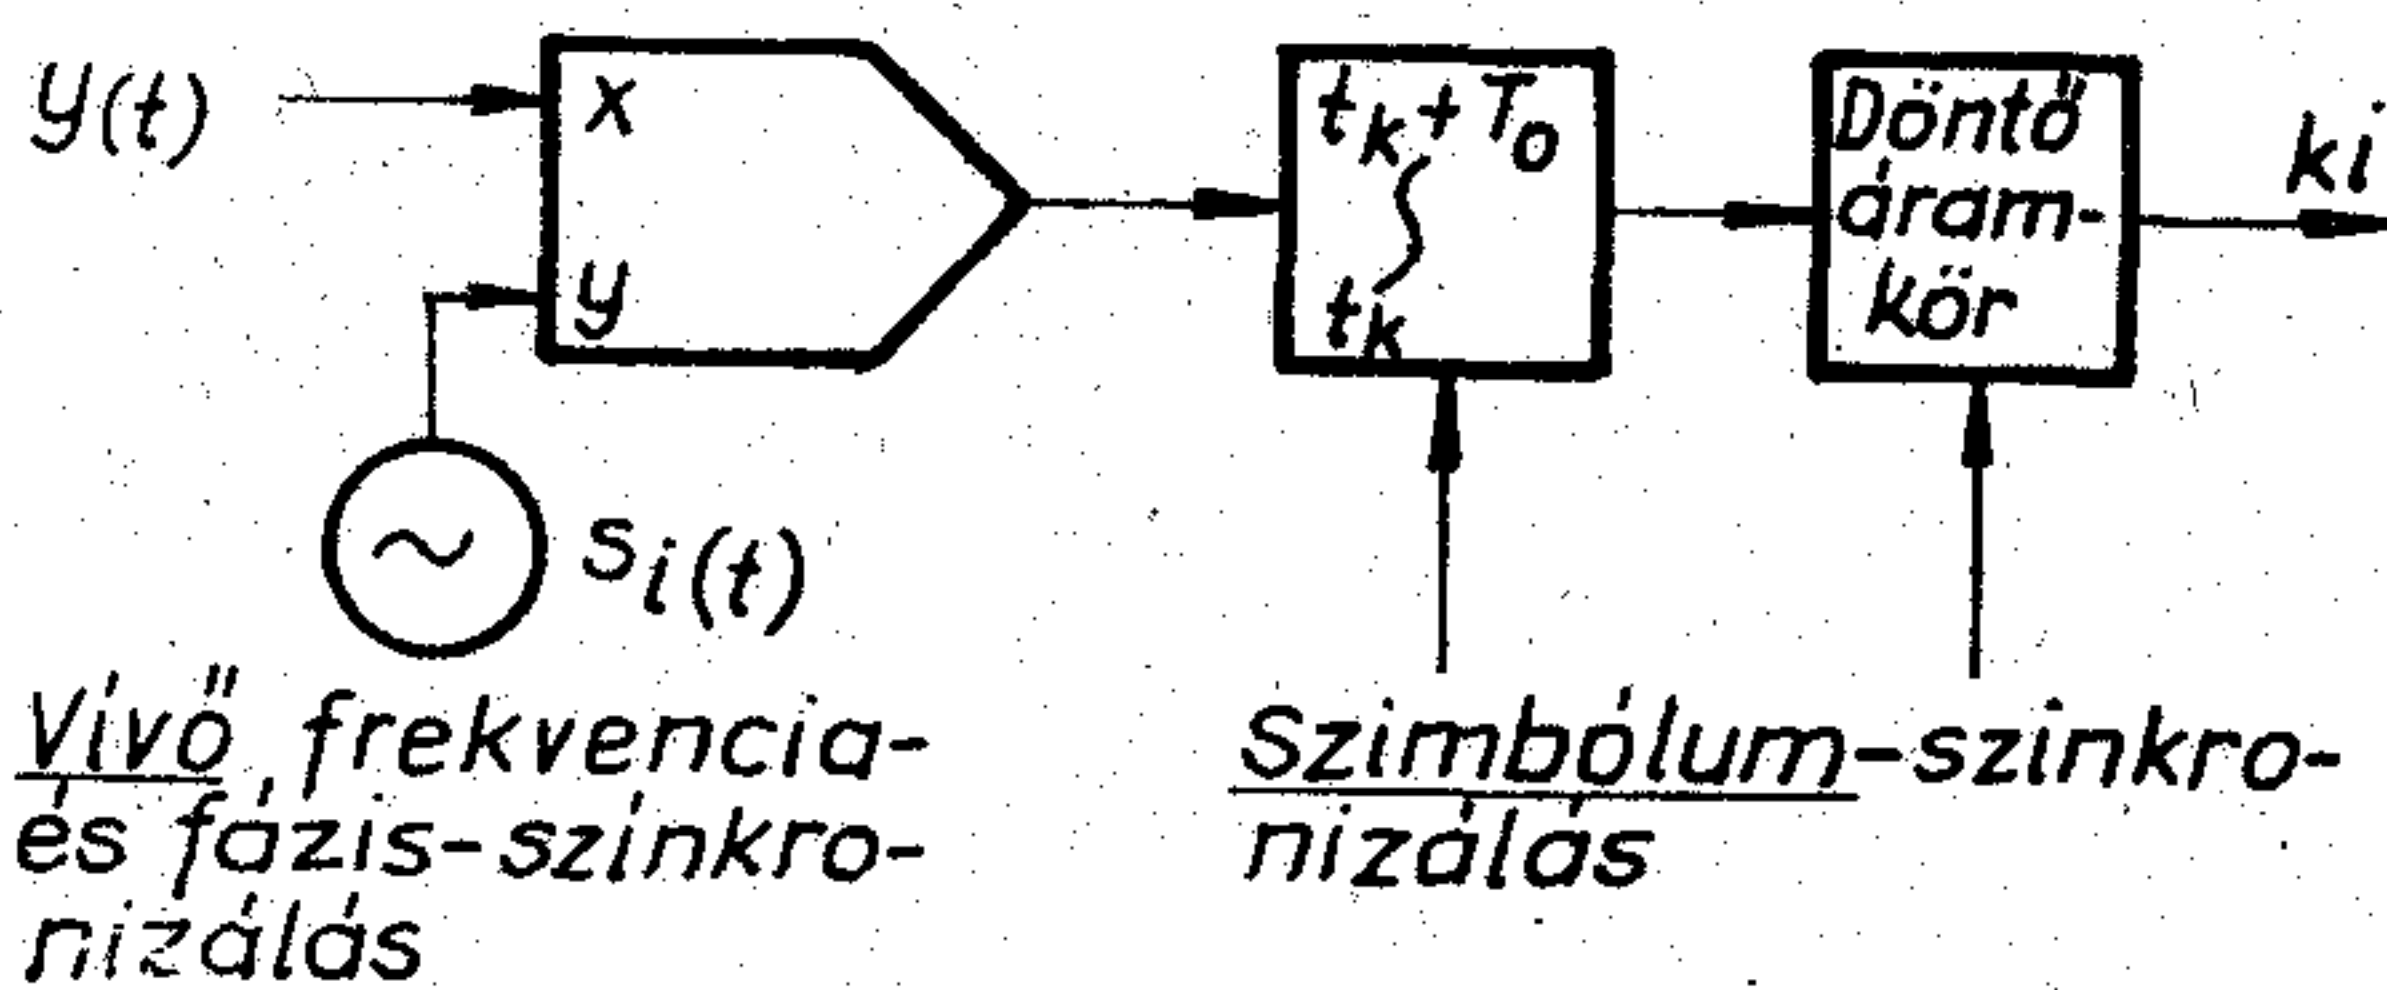 y(t)
x
y
s_i(t)
t_k+T_0
t_k
Döntő
áram-
kör
ki
Vivő, frekvencia-
és fázis-szinkro-
nizálás
Szimbólum-szinkro-
nizálás